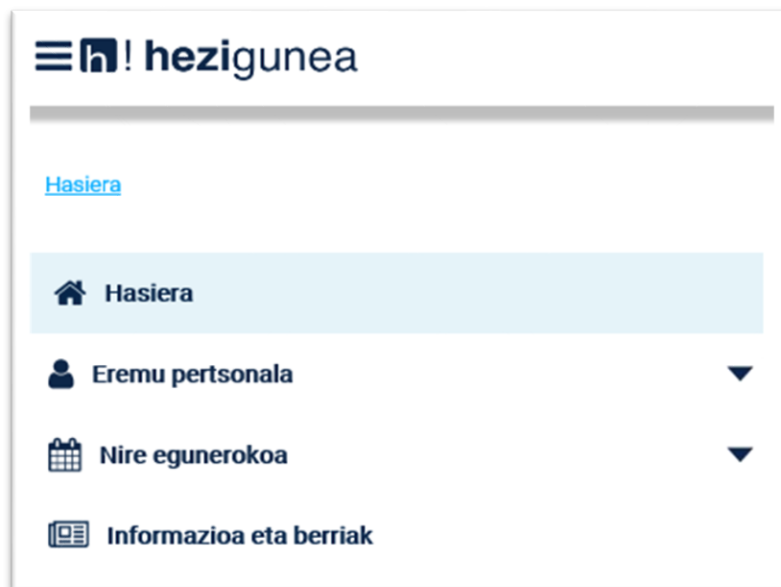 h! hezigunea
Hasiera
Hasiera
Eremu pertsonala
Nire egunerokoa
Informazioa eta berriak